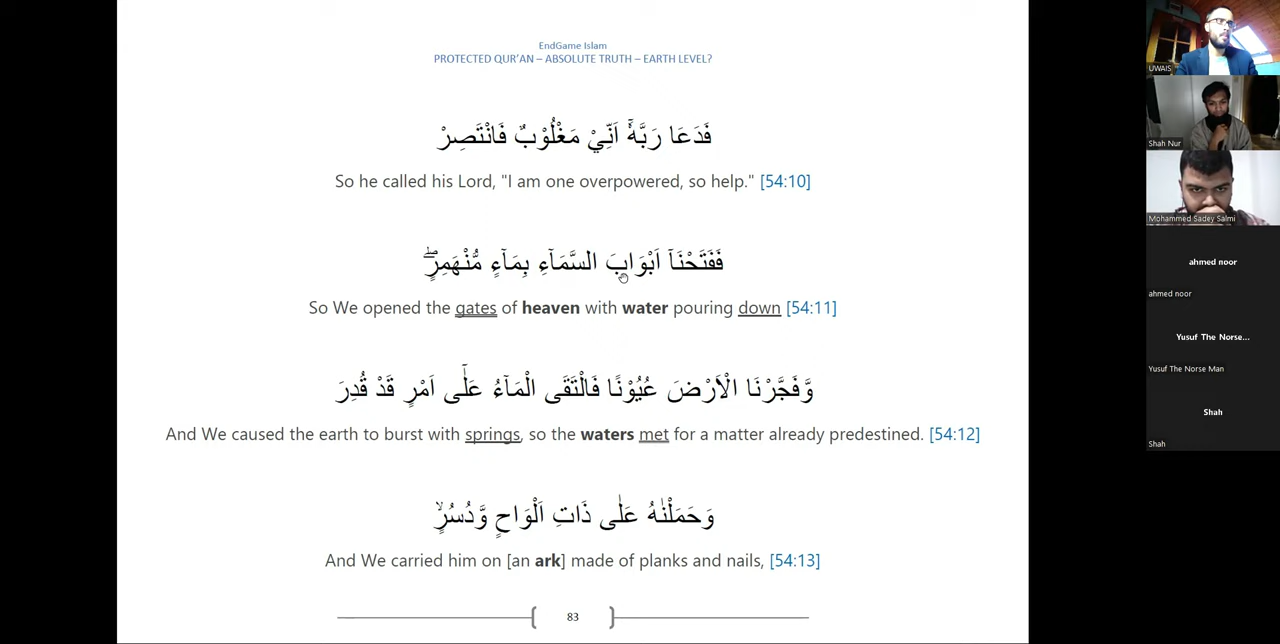 EndGame Islam
PROTECTED QUR'AN – ABSOLUTE TRUTH – EARTH LEVEL?
فَدَعَا رَبَّهٗٓ اَنِّيْ مَغْلُوْبٌ فَانْتَصِرْ
So he called his Lord, "I am one overpowered, so help." [54:10]
فَفَتَحْنَآ اَبْوَابَ السَّمَآءِ بِمَآءٍ مُّنْهَمِرٍۖ
So We opened the gates of heaven with water pouring down [54:11]
وَّفَجَّرْنَا الْاَرْضَ عُيُوْنًا فَالْتَقَى الْمَآءُ عَلٰٓى اَمْرٍ قَدْ قُدِرَ
And We caused the earth to burst with springs, so the waters met for a matter already predestined. [54:12]
وَحَمَلْنٰهُ عَلٰى ذَاتِ اَلْوَاحٍ وَّدُسُرٍۙ
And We carried him on [an ark] made of planks and nails, [54:13]
83
UWAIS
Shah Nur
Mohammed Sadey Salmi
ahmed noor
ahmed noor
Yusuf The Norse...
Yusuf The Norse Man
Shah
Shah